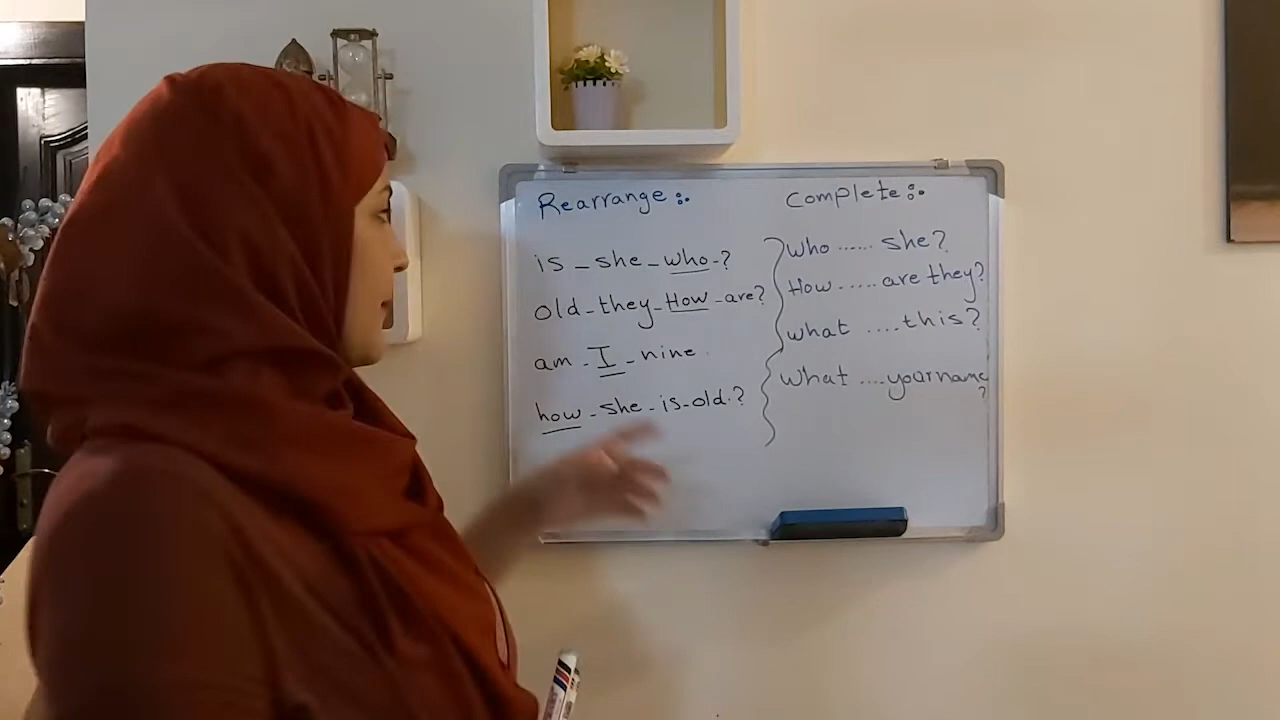 Rearrange:
is - she - who - ?
old - they - How - are?
am - I - nine
how - she - is - old. ?
Complete:
who ...... she?
How ..... are they?
what .... this?
what .... your name
?